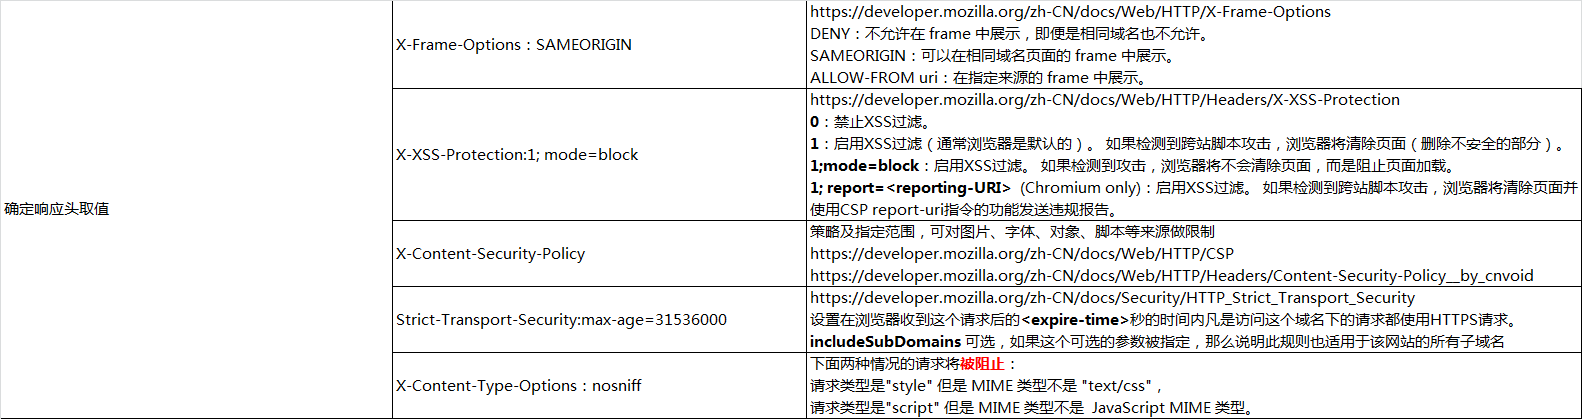 确定响应头取值
X-Frame-Options：SAMEORIGIN
https://developer.mozilla.org/zh-CN/docs/Web/HTTP/X-Frame-Options
DENY：不允许在 frame 中展示，即便是相同域名也不允许。
SAMEORIGIN：可以在相同域名页面的 frame 中展示。
ALLOW-FROM uri：在指定来源的 frame 中展示。
X-XSS-Protection:1; mode=block
https://developer.mozilla.org/zh-CN/docs/Web/HTTP/Headers/X-XSS-Protection
0：禁止XSS过滤。
1：启用XSS过滤（通常浏览器是默认的）。 如果检测到跨站脚本攻击，浏览器将清除页面（删除不安全的部分）。
1;mode=block：启用XSS过滤。 如果检测到攻击，浏览器将不会清除页面，而是阻止页面加载。
1; report=<reporting-URI>  (Chromium only)：启用XSS过滤。 如果检测到跨站脚本攻击，浏览器将清除页面并
使用CSP report-uri指令的功能发送违规报告。
X-Content-Security-Policy
策略及指定范围，可对图片、字体、对象、脚本等来源做限制
https://developer.mozilla.org/zh-CN/docs/Web/HTTP/CSP
https://developer.mozilla.org/zh-CN/docs/Web/HTTP/Headers/Content-Security-Policy__by_cnvoid
Strict-Transport-Security:max-age=31536000
https://developer.mozilla.org/zh-CN/docs/Security/HTTP_Strict_Transport_Security
设置在浏览器收到这个请求后的<expire-time>秒的时间内凡是访问这个域名下的请求都使用HTTPS请求。
includeSubDomains 可选，如果这个可选的参数被指定，那么说明此规则也适用于该网站的所有子域名
X-Content-Type-Options：nosniff
下面两种情况的请求将被阻止：
请求类型是"style" 但是 MIME 类型不是 "text/css"，
请求类型是"script" 但是 MIME 类型不是  JavaScript MIME 类型。